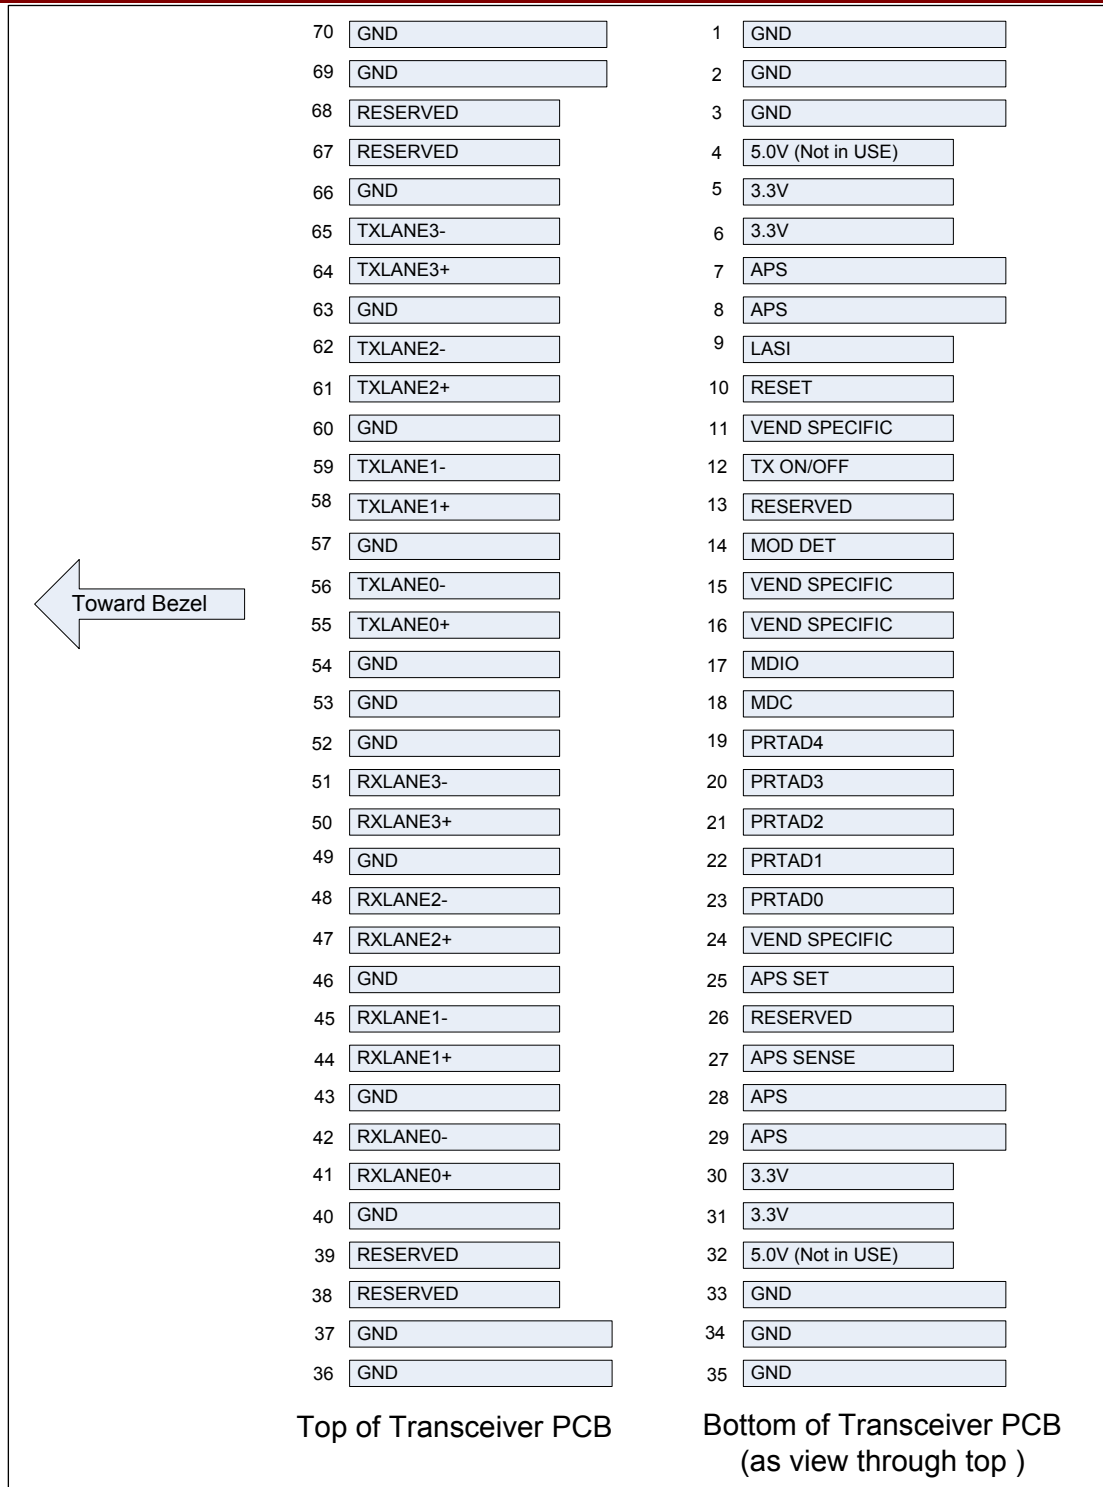 70 GND 1 GND
69 GND 2 GND
68 RESERVED 3 GND
67 RESERVED 4 5.0V (Not in USE)
66 GND 5 3.3V
65 TXLANE3- 6 3.3V
64 TXLANE3+ 7 APS
63 GND 8 APS
62 TXLANE2- 9 LASI
61 TXLANE2+ 10 RESET
60 GND 11 VEND SPECIFIC
59 TXLANE1- 12 TX ON/OFF
58 TXLANE1+ 13 RESERVED
57 GND 14 MOD DET
56 TXLANE0- 15 VEND SPECIFIC
Toward Bezel
55 TXLANE0+ 16 VEND SPECIFIC
54 GND 17 MDIO
53 GND 18 MDC
52 GND 19 PRTAD4
51 RXLANE3- 20 PRTAD3
50 RXLANE3+ 21 PRTAD2
49 GND 22 PRTAD1
48 RXLANE2- 23 PRTAD0
47 RXLANE2+ 24 VEND SPECIFIC
46 GND 25 APS SET
45 RXLANE1- 26 RESERVED
44 RXLANE1+ 27 APS SENSE
43 GND 28 APS
42 RXLANE0- 29 APS
41 RXLANE0+ 30 3.3V
40 GND 31 3.3V
39 RESERVED 32 5.0V (Not in USE)
38 RESERVED 33 GND
37 GND 34 GND
36 GND 35 GND
Top of Transceiver PCB
Bottom of Transceiver PCB
(as view through top )